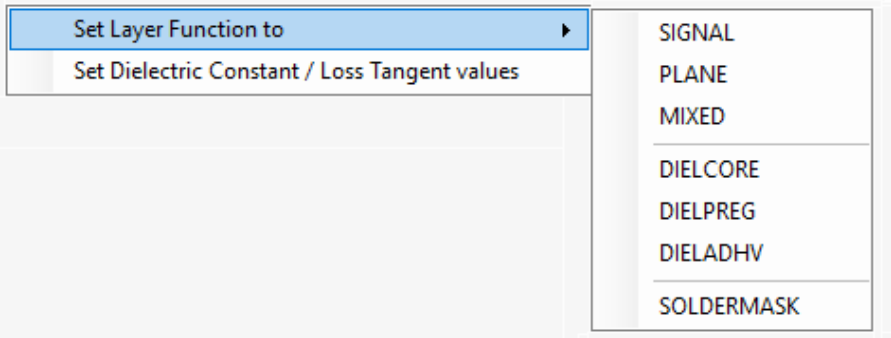 Set Layer Function to
Set Dielectric Constant / Loss Tangent values
SIGNAL
PLANE
MIXED
DIELCORE
DIELPREG
DIELADHV
SOLDERMASK